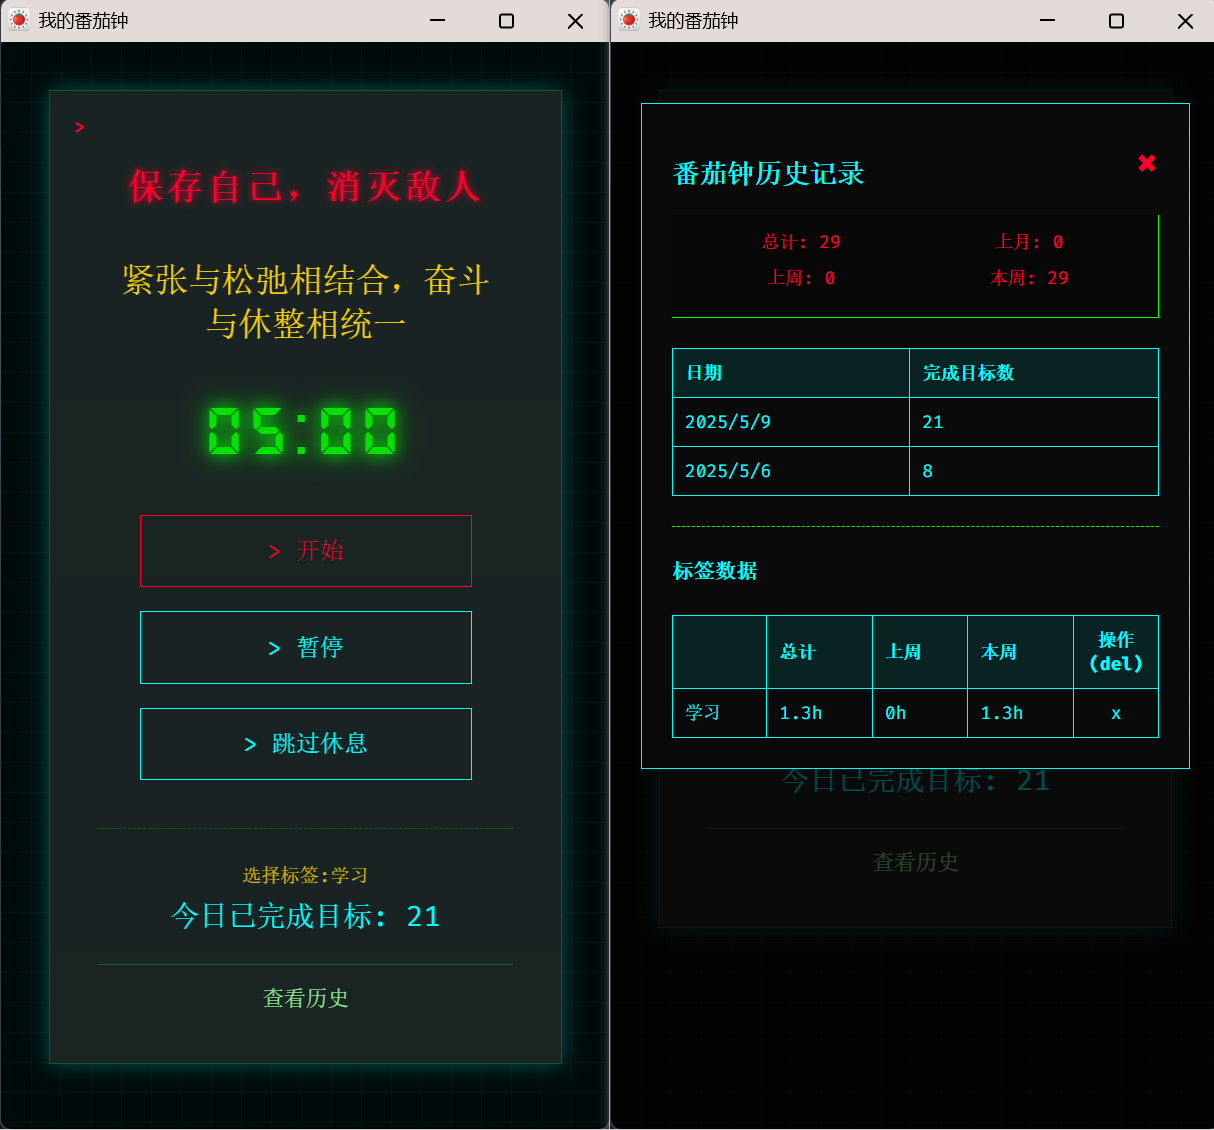 我的番茄钟
>
保存自己，消灭敌人
紧张与松弛相结合，奋斗
与休整相统一
05:00
> 开始
> 暂停
> 跳过休息
选择标签:学习
今日已完成目标: 21
查看历史
我的番茄钟
番茄钟历史记录 ✖
总计: 29 上月: 0
上周: 0 本周: 29
日期 完成目标数
2025/5/9 21
2025/5/6 8
标签数据
总计 上周 本周 操作
(del)
学习 1.3h 0h 1.3h x
今日已完成目标: 21
查看历史